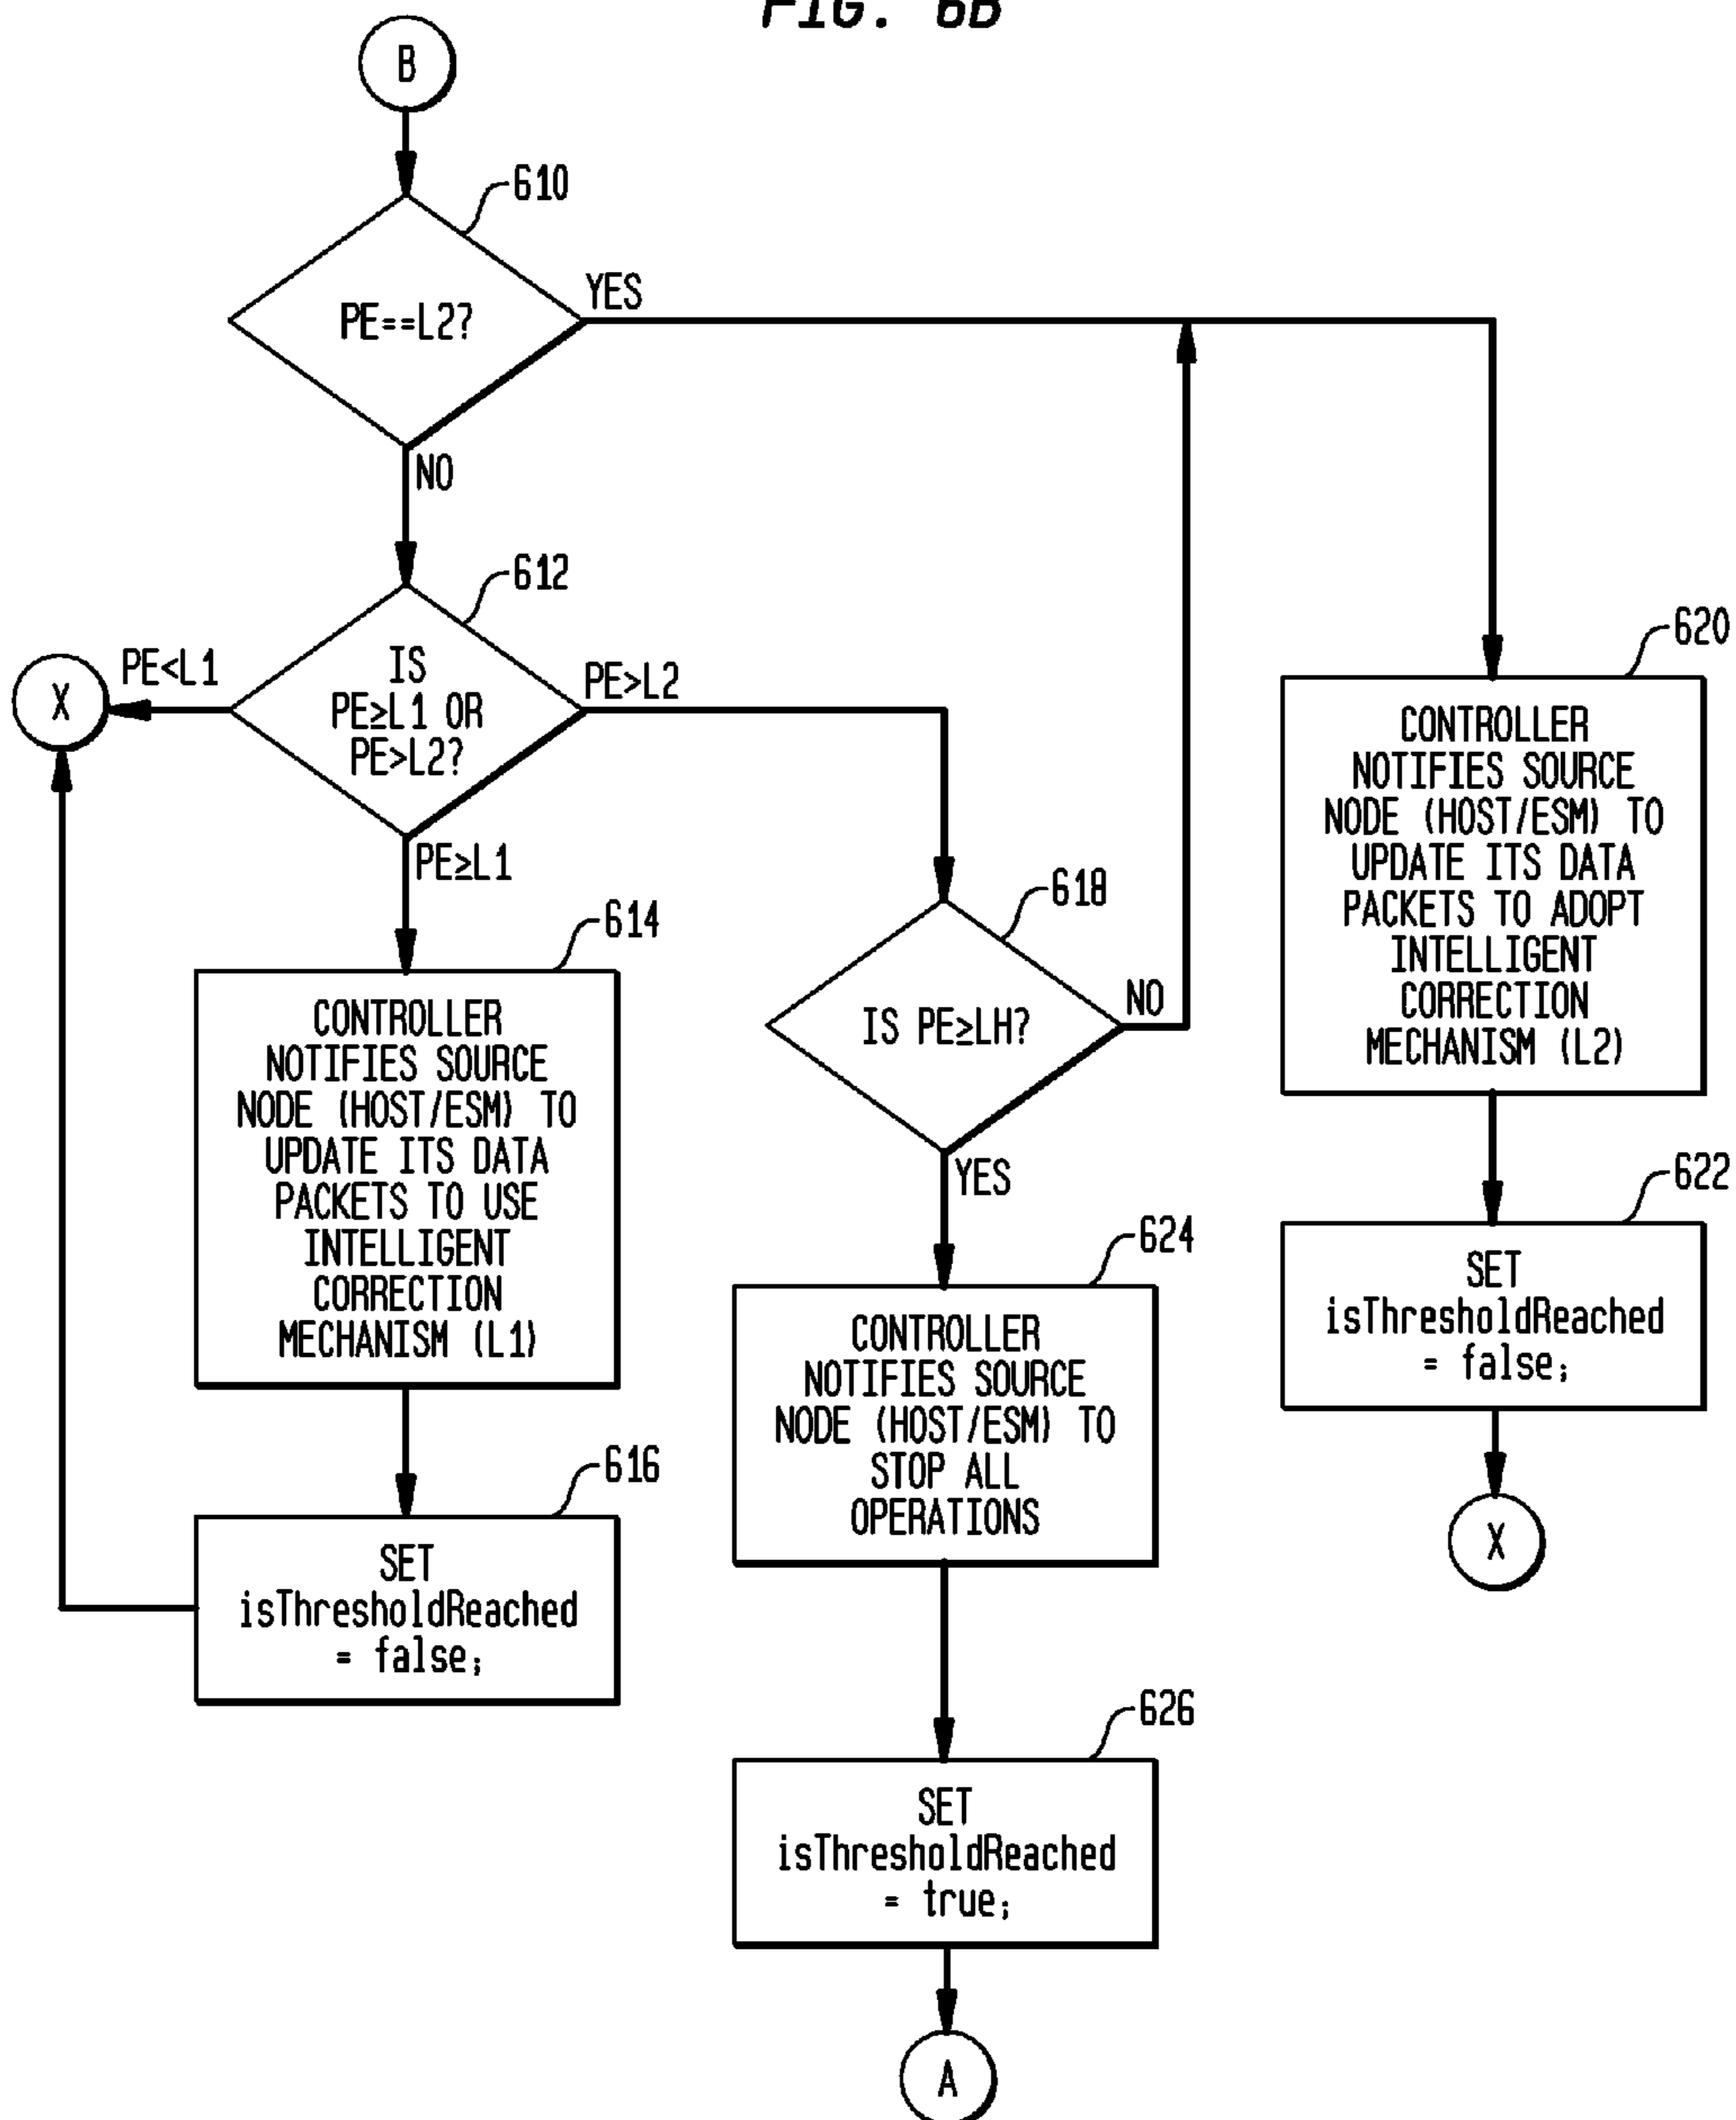 FIG. 6B
B
610
PE==L2?
YES
NO
612
IS
PE≥L1 OR
PE>L2?
PE<L1
X
PE>L2
PE≥L1
614
CONTROLLER
NOTIFIES SOURCE
NODE (HOST/ESM) TO
UPDATE ITS DATA
PACKETS TO USE
INTELLIGENT
CORRECTION
MECHANISM (L1)
616
SET
isThresholdReached
= false;
618
IS PE≥LH?
NO
YES
624
CONTROLLER
NOTIFIES SOURCE
NODE (HOST/ESM) TO
STOP ALL
OPERATIONS
626
SET
isThresholdReached
= true;
A
620
CONTROLLER
NOTIFIES SOURCE
NODE (HOST/ESM) TO
UPDATE ITS DATA
PACKETS TO ADOPT
INTELLIGENT
CORRECTION
MECHANISM (L2)
622
SET
isThresholdReached
= false;
X